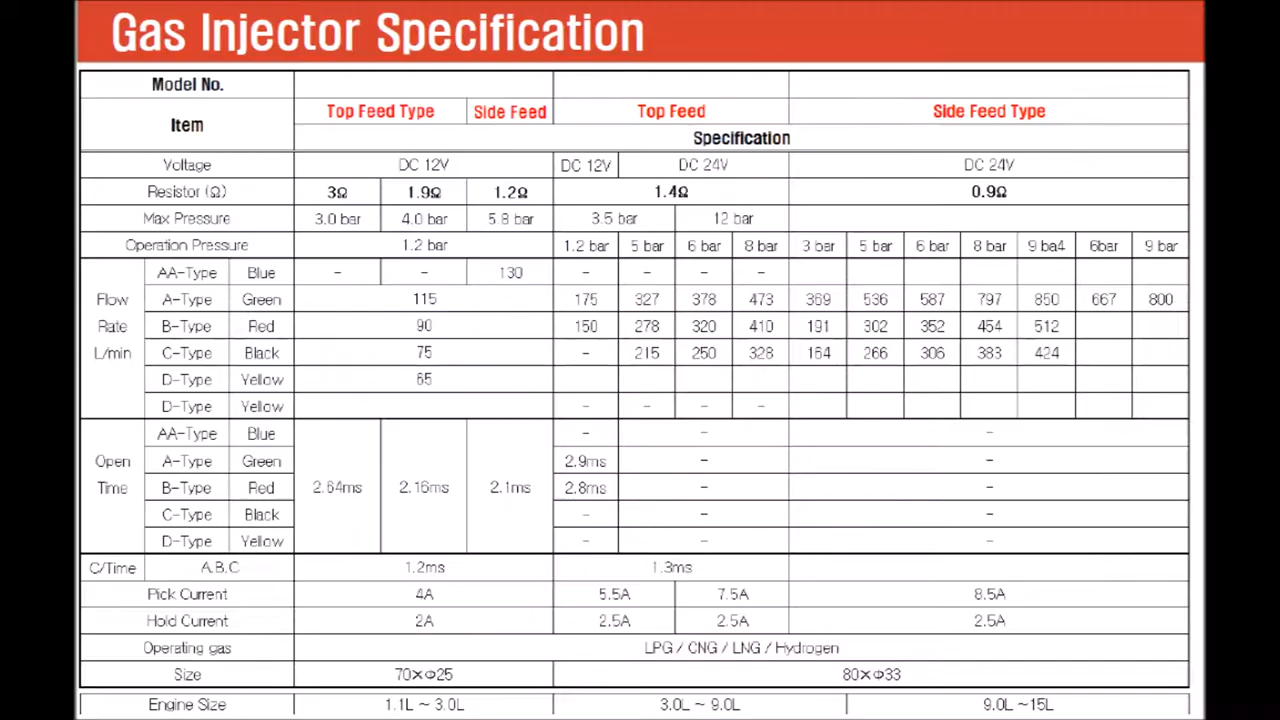 Gas Injector Specification
Model No.
Item Top Feed Type Side Feed Top Feed Side Feed Type
Specification
Voltage DC 12V DC 12V DC 24V DC 24V
Resistor (Ω) 3Ω 1.9Ω 1.2Ω 1.4Ω 0.9Ω
Max Pressure 3.0 bar 4.0 bar 5.8 bar 3.5 bar 12 bar
Operation Pressure 1.2 bar 1.2 bar 5 bar 6 bar 8 bar 3 bar 5 bar 6 bar 8 bar 9 ba4 6bar 9 bar
AA-Type Blue - - 130 - - - -
Flow A-Type Green 115 175 327 378 473 369 536 587 797 850 667 800
Rate B-Type Red 90 150 278 320 410 191 302 352 454 512
L/min C-Type Black 75 - 215 250 328 164 266 306 383 424
D-Type Yellow 65
D-Type Yellow - - - -
AA-Type Blue - - -
Open A-Type Green 2.9ms - -
Time B-Type Red 2.64ms 2.16ms 2.1ms 2.8ms - -
C-Type Black - - -
D-Type Yellow - - -
C/Time A.B.C 1.2ms 1.3ms
Pick Current 4A 5.5A 7.5A 8.5A
Hold Current 2A 2.5A 2.5A 2.5A
Operating gas LPG / CNG / LNG / Hydrogen
Size 70×Φ25 80×Φ33
Engine Size 1.1L ~ 3.0L 3.0L ~ 9.0L 9.0L ~15L